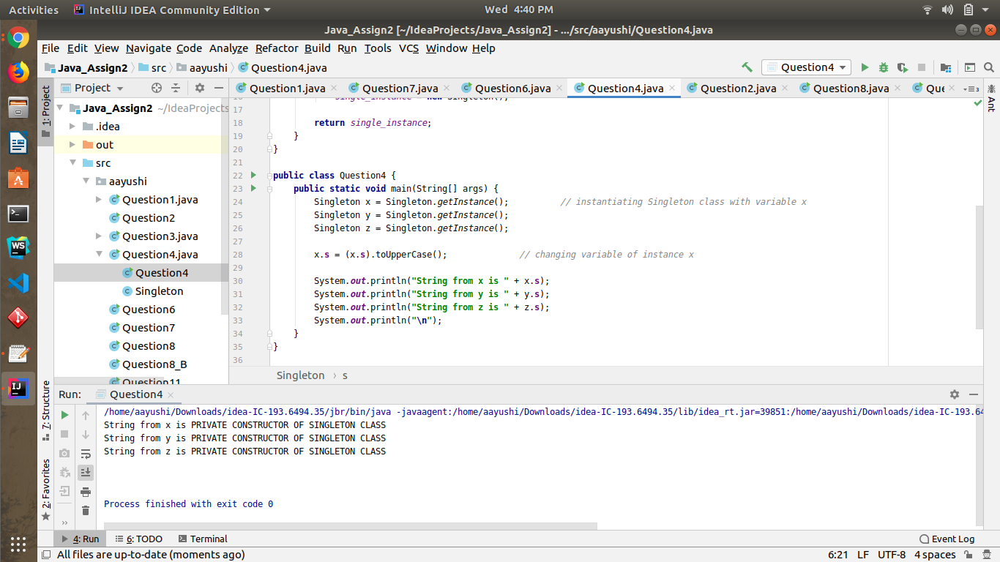 Activities IntelliJ IDEA Community Edition Wed 4:40 PM
Java_Assign2 [~/IdeaProjects/Java_Assign2] - .../src/aayushi/Question4.java
File Edit View Navigate Code Analyze Refactor Build Run Tools VCS Window Help
Java_Assign2 src aayushi Question4.java Question4
Project Question1.java Question7.java Question6.java Question4.java Question2.java Question8.java Que
1: Project
Ant
Java_Assign2 ~/IdeaProjects
.idea
out
src
aayushi
Question1.java
Question2
Question3.java
Question4.java
Question4
Singleton
Question6
Question7
Question8
Question8_B
Question11
16 single_instance = new Singleton();
17
18 return single_instance;
19 }
20 }
21
22 public class Question4 {
23 public static void main(String[] args) {
24 Singleton x = Singleton.getInstance(); // instantiating Singleton class with variable x
25 Singleton y = Singleton.getInstance();
26 Singleton z = Singleton.getInstance();
27
28 x.s = (x.s).toUpperCase(); // changing variable of instance x
29
30 System.out.println("String from x is " + x.s);
31 System.out.println("String from y is " + y.s);
32 System.out.println("String from z is " + z.s);
33 System.out.println("\n");
34 }
35 }
36
Singleton › s
7: Structure
2: Favorites
Run: Question4
/home/aayushi/Downloads/idea-IC-193.6494.35/jbr/bin/java -javaagent:/home/aayushi/Downloads/idea-IC-193.6494.35/lib/idea_rt.jar=39851:/home/aayushi/Downloads/idea-IC-193.64
String from x is PRIVATE CONSTRUCTOR OF SINGLETON CLASS
String from y is PRIVATE CONSTRUCTOR OF SINGLETON CLASS
String from z is PRIVATE CONSTRUCTOR OF SINGLETON CLASS
Process finished with exit code 0
4: Run 6: TODO Terminal Event Log
All files are up-to-date (moments ago) 6:21 LF UTF-8 4 spaces